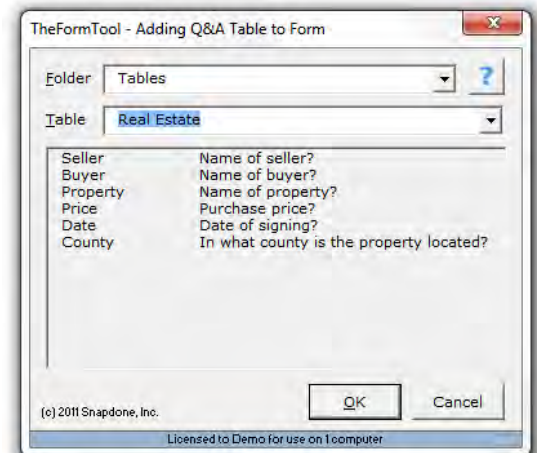 TheFormTool - Adding Q&A Table to Form
Folder Tables ?
Table Real Estate
Seller Name of seller?
Buyer Name of buyer?
Property Name of property?
Price Purchase price?
Date Date of signing?
County In what county is the property located?
(c) 2011 Snapdone, Inc. OK Cancel
Licensed to Demo for use on 1 computer